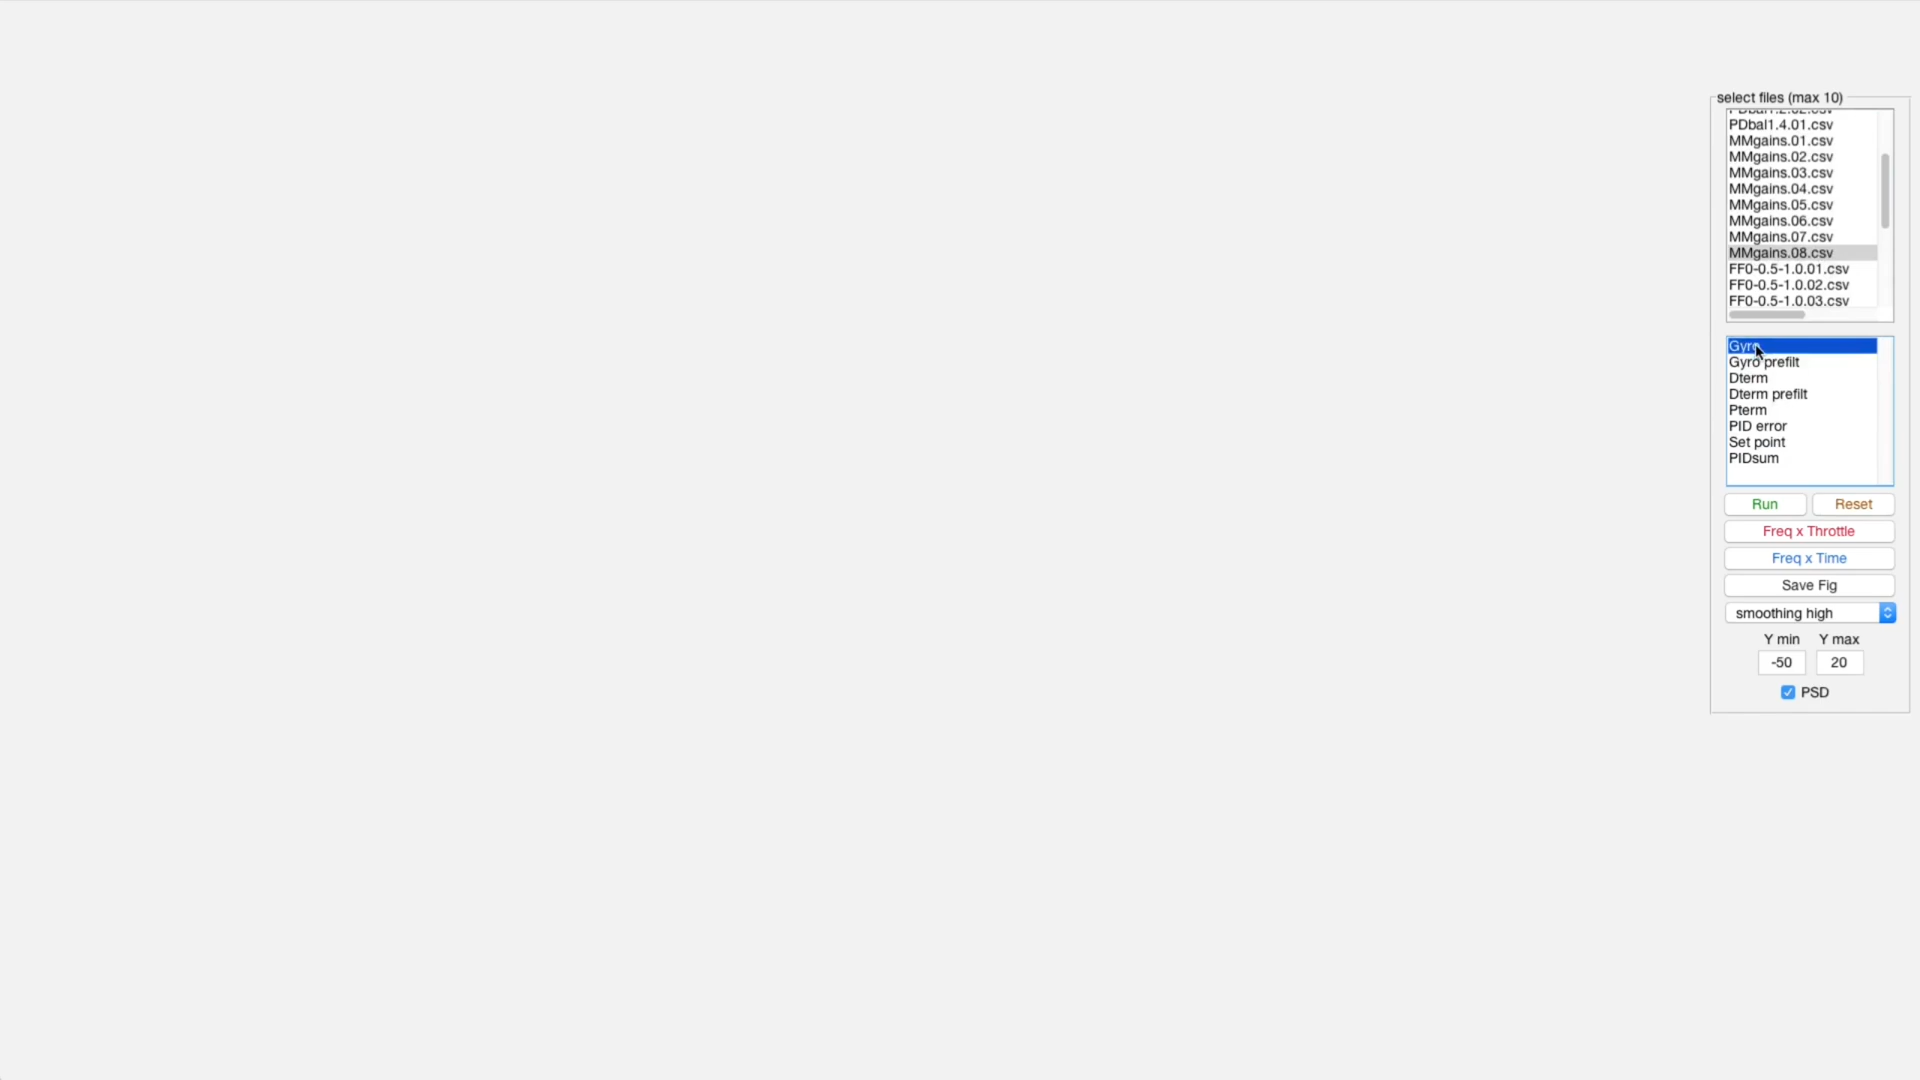 select files (max 10)
PDbal1.4.01.csv
MMgains.01.csv
MMgains.02.csv
MMgains.03.csv
MMgains.04.csv
MMgains.05.csv
MMgains.06.csv
MMgains.07.csv
MMgains.08.csv
FF0-0.5-1.0.01.csv
FF0-0.5-1.0.02.csv
FF0-0.5-1.0.03.csv
Gyro
Gyro prefilt
Dterm
Dterm prefilt
Pterm
PID error
Set point
PIDsum
Run Reset
Freq x Throttle
Freq x Time
Save Fig
smoothing high
Y min Y max
-50 20
PSD